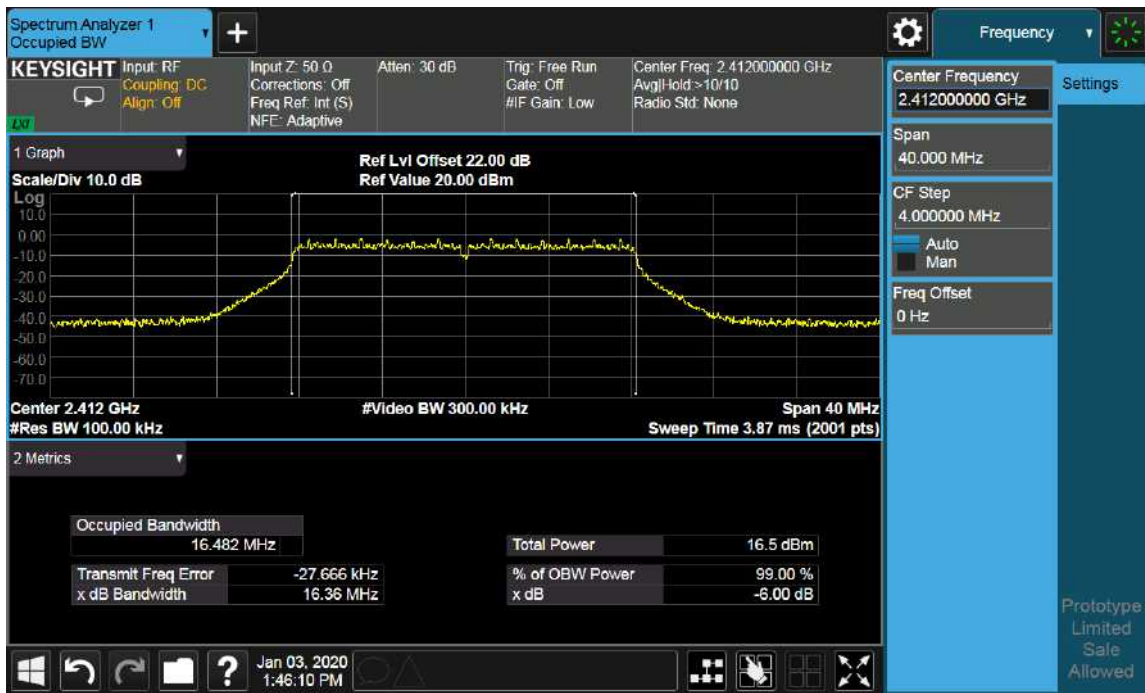 Spectrum Analyzer 1
Occupied BW
Frequency
KEYSIGHT
Input: RF
Coupling: DC
Align: Off
Input Z: 50 Ω
Corrections: Off
Freq Ref: Int (S)
NFE: Adaptive
Atten: 30 dB
Trig: Free Run
Gate: Off
#IF Gain: Low
Center Freq: 2.412000000 GHz
Avg|Hold:>10/10
Radio Std: None
LXI
Center Frequency
2.412000000 GHz
Settings
Span
40.000 MHz
CF Step
4.000000 MHz
Auto
Man
Freq Offset
0 Hz
1 Graph
Scale/Div 10.0 dB
Ref Lvl Offset 22.00 dB
Ref Value 20.00 dBm
Log
10.0
0.00
-10.0
-20.0
-30.0
-40.0
-50.0
-60.0
-70.0
Center 2.412 GHz
#Video BW 300.00 kHz
Span 40 MHz
#Res BW 100.00 kHz
Sweep Time 3.87 ms (2001 pts)
2 Metrics
Occupied Bandwidth
16.482 MHz
Total Power 16.5 dBm
Transmit Freq Error -27.666 kHz
% of OBW Power 99.00 %
x dB Bandwidth 16.36 MHz
x dB -6.00 dB
Prototype
Limited
Sale
Allowed
?
Jan 03, 2020
1:46:10 PM